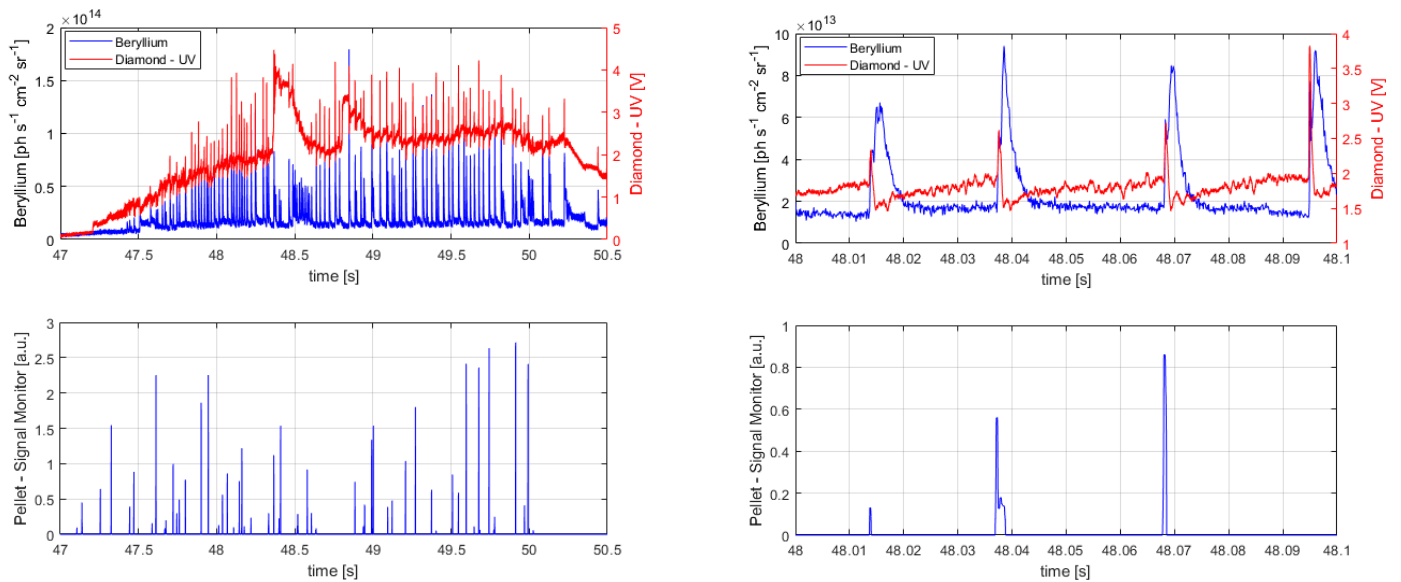 ×10^14
Beryllium
Diamond - UV
Beryllium [ph s^-1 cm^-2 sr^-1]
2
1.5
1
0.5
0
5
4
3
2
1
0
Diamond - UV [V]
47 47.5 48 48.5 49 49.5 50 50.5
time [s]
×10^13
Beryllium
Diamond - UV
Beryllium [ph s^-1 cm^-2 sr^-1]
10
8
6
4
2
0
4
3.5
3
2.5
2
1.5
1
Diamond - UV [V]
48 48.01 48.02 48.03 48.04 48.05 48.06 48.07 48.08 48.09 48.1
time [s]
Pellet - Signal Monitor [a.u.]
3
2.5
2
1.5
1
0.5
0
47 47.5 48 48.5 49 49.5 50 50.5
time [s]
Pellet - Signal Monitor [a.u.]
1
0.8
0.6
0.4
0.2
0
48 48.01 48.02 48.03 48.04 48.05 48.06 48.07 48.08 48.09 48.1
time [s]